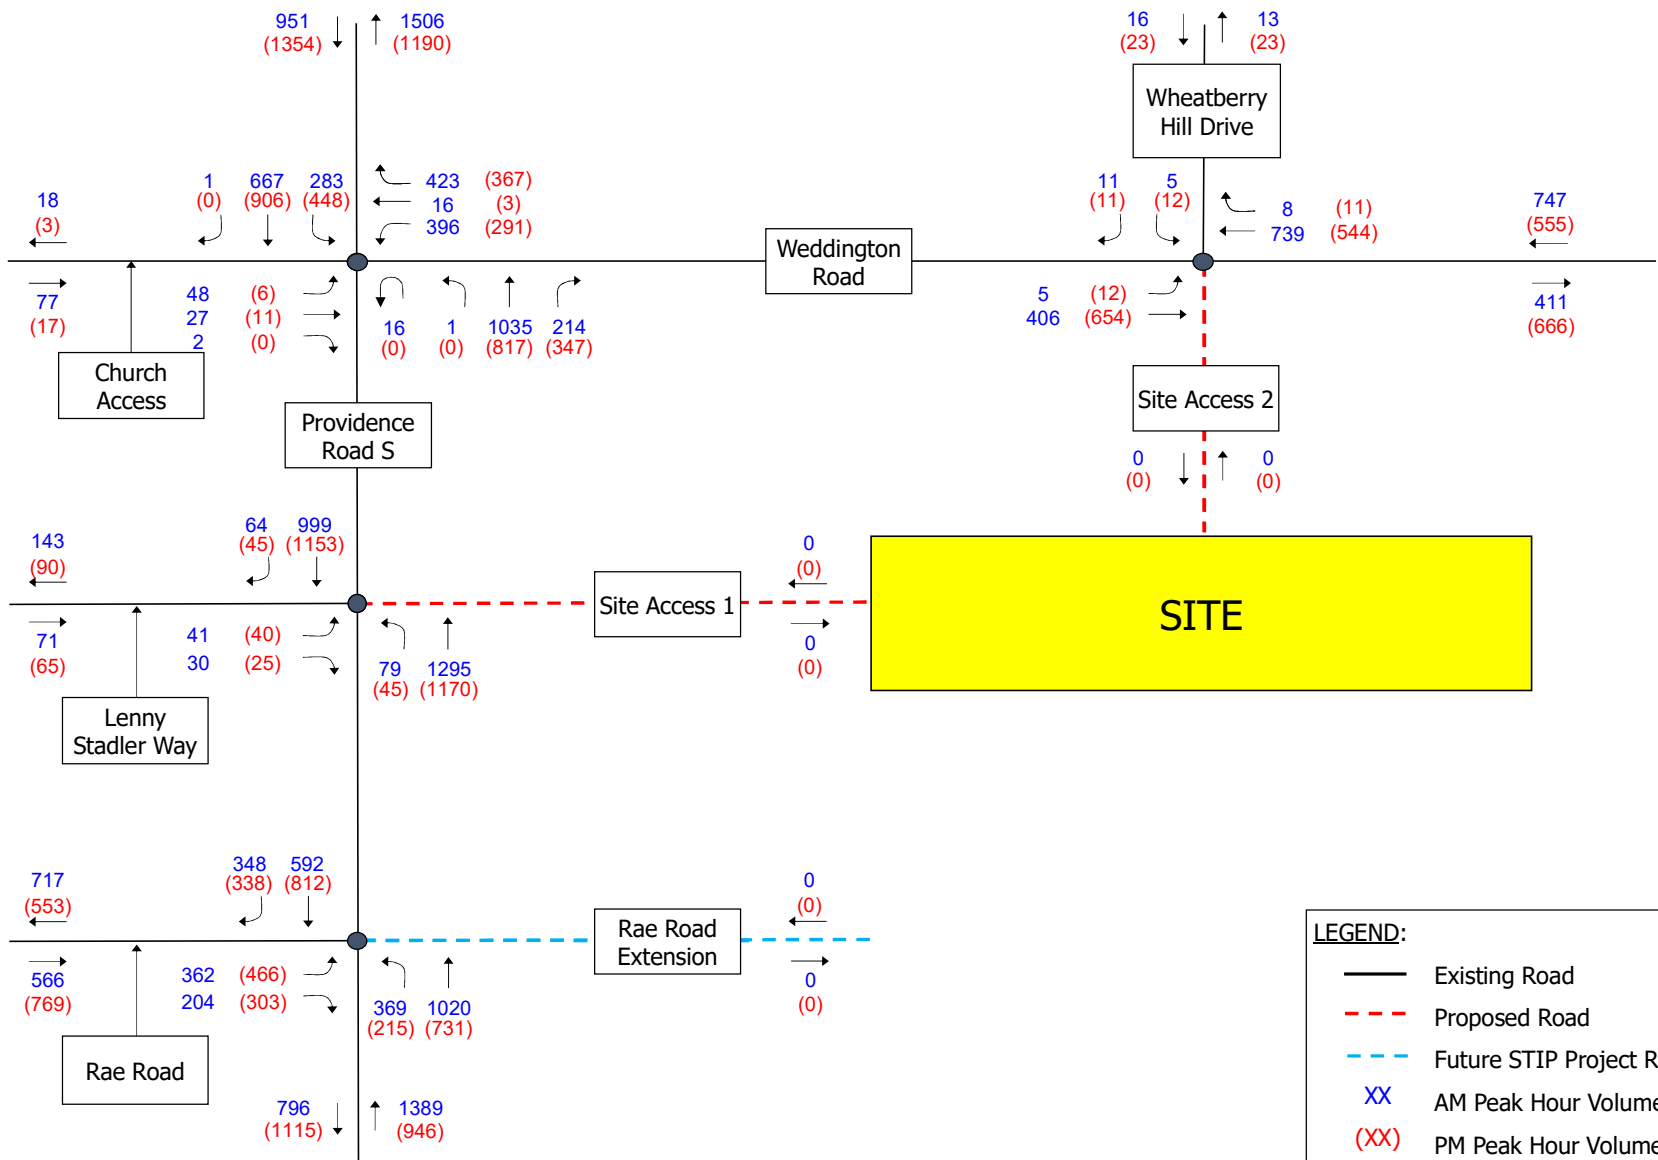 951 1506 16 13
(1354) (1190) (23) (23)
Wheatberry
Hill Drive
1 667 283 423 (367) 11 5
(0) (906) (448) 16 (3) (11) (12) 8 (11) 747
18 396 (291) 739 (544) (555)
(3)
Weddington
Road
77 48 (6) 5 (12) 411
(17) 27 (11) 406 (654) (666)
2 (0)
16 1 1035 214
(0) (0) (817) (347)
Church
Access
Site Access 2
Providence
Road S
0 0
(0) (0)
143 64 999 0
(90) (45) (1153) (0)
Site Access 1
SITE
71 41 (40) 0
(65) 30 (25) (0)
79 1295
(45) (1170)
Lenny
Stadler Way
717 348 592 0
(553) (338) (812) (0)
Rae Road
Extension
566 362 (466) 0
(769) 204 (303) (0)
369 1020
(215) (731)
Rae Road
796 1389
(1115) (946)
LEGEND:
Existing Road
Proposed Road
Future STIP Project R
XX AM Peak Hour Volume
(XX) PM Peak Hour Volume